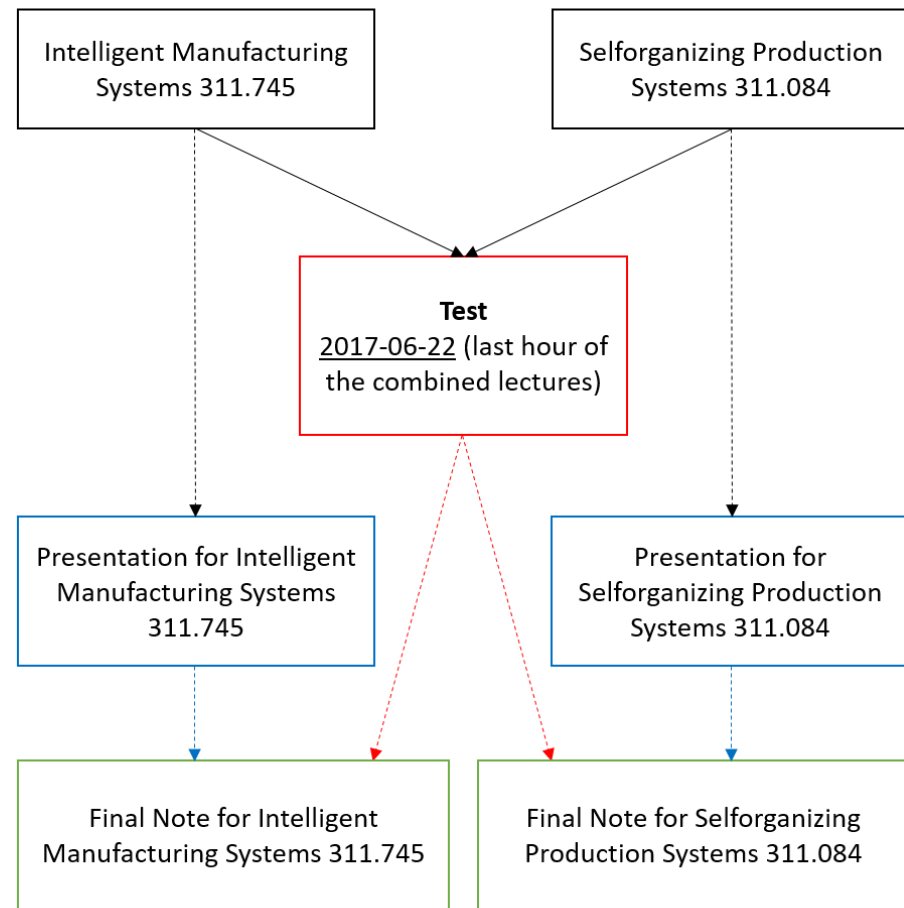 Intelligent Manufacturing
Systems 311.745
Selforganizing Production
Systems 311.084
Test
2017-06-22 (last hour of
the combined lectures)
Presentation for Intelligent
Manufacturing Systems
311.745
Presentation for
Selforganizing Production
Systems 311.084
Final Note for Intelligent
Manufacturing Systems 311.745
Final Note for Selforganizing
Production Systems 311.084